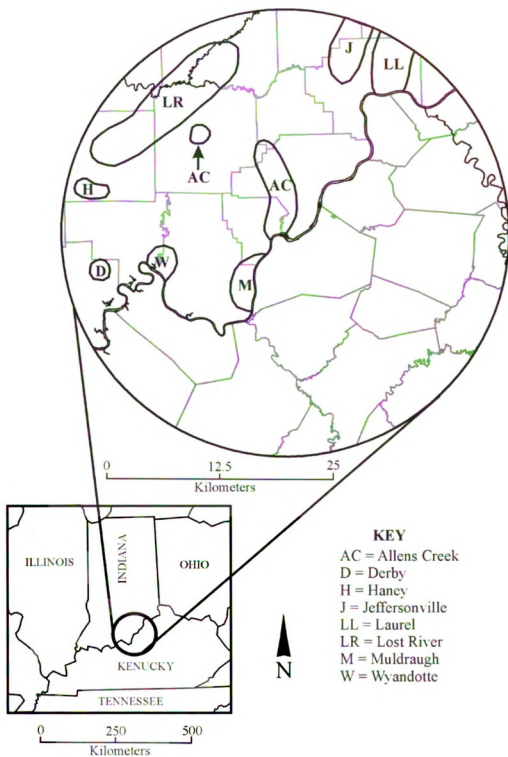 J
LL
LR
AC
AC
H
D
W
M
0 12.5 25
Kilometers
ILLINOIS
INDIANA
OHIO
KENUCKY
TENNESSEE
0 250 500
Kilometers
N
KEY
AC = Allens Creek
D = Derby
H = Haney
J = Jeffersonville
LL = Laurel
LR = Lost River
M = Muldraugh
W = Wyandotte